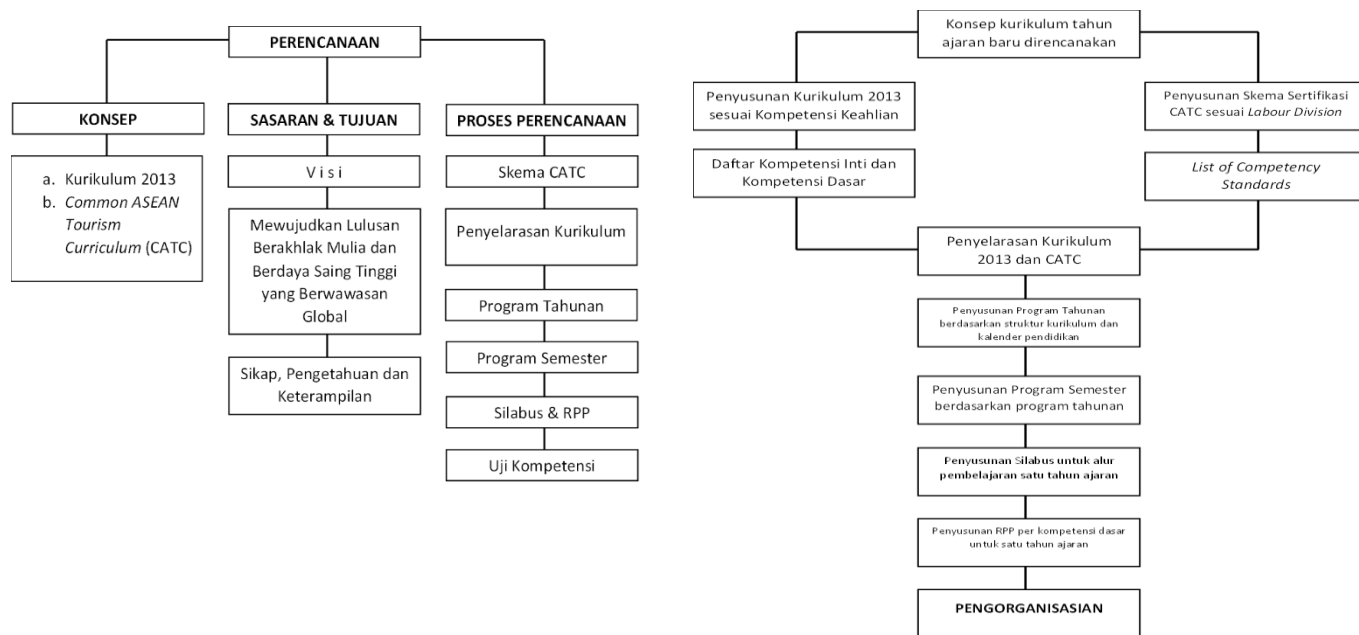 PERENCANAAN
KONSEP
a. Kurikulum 2013
b. Common ASEAN
Tourism
Curriculum (CATC)
SASARAN & TUJUAN
V i s i
Mewujudkan Lulusan
Berakhlak Mulia dan
Berdaya Saing Tinggi
yang Berwawasan
Global
Sikap, Pengetahuan dan
Keterampilan
PROSES PERENCANAAN
Skema CATC
Penyelarasan Kurikulum
Program Tahunan
Program Semester
Silabus & RPP
Uji Kompetensi
Konsep kurikulum tahun
ajaran baru direncanakan
Penyusunan Kurikulum 2013
sesuai Kompetensi Keahlian
Daftar Kompetensi Inti dan
Kompetensi Dasar
Penyusunan Skema Sertifikasi
CATC sesuai Labour Division
List of Competency
Standards
Penyelarasan Kurikulum
2013 dan CATC
Penyusunan Program Tahunan
berdasarkan struktur kurikulum dan
kalender pendidikan
Penyusunan Program Semester
berdasarkan program tahunan
Penyusunan Silabus untuk alur
pembelajaran satu tahun ajaran
Penyusunan RPP per kompetensi dasar
untuk satu tahun ajaran
PENGORGANISASIAN